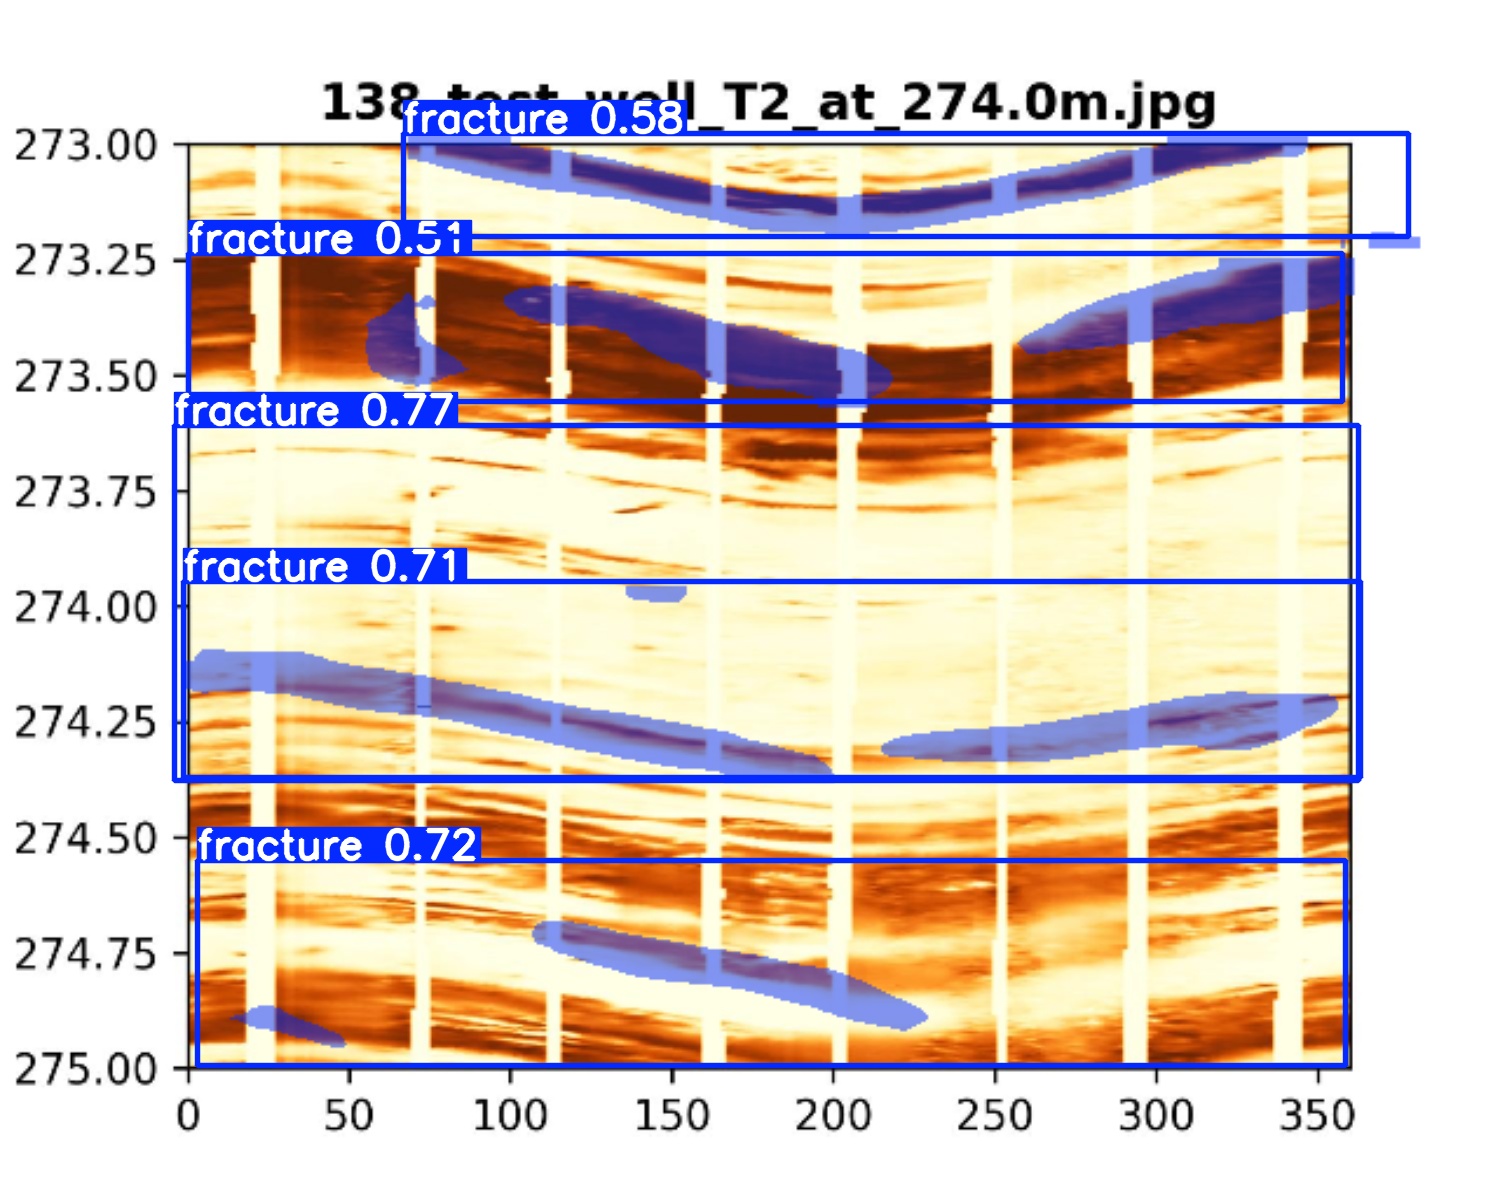 138_test_well_T2_at_274.0m.jpg
fracture 0.58
273.00
fracture 0.51
273.25
273.50
fracture 0.77
273.75
fracture 0.71
274.00
274.25
274.50
fracture 0.72
274.75
275.00
0 50 100 150 200 250 300 350